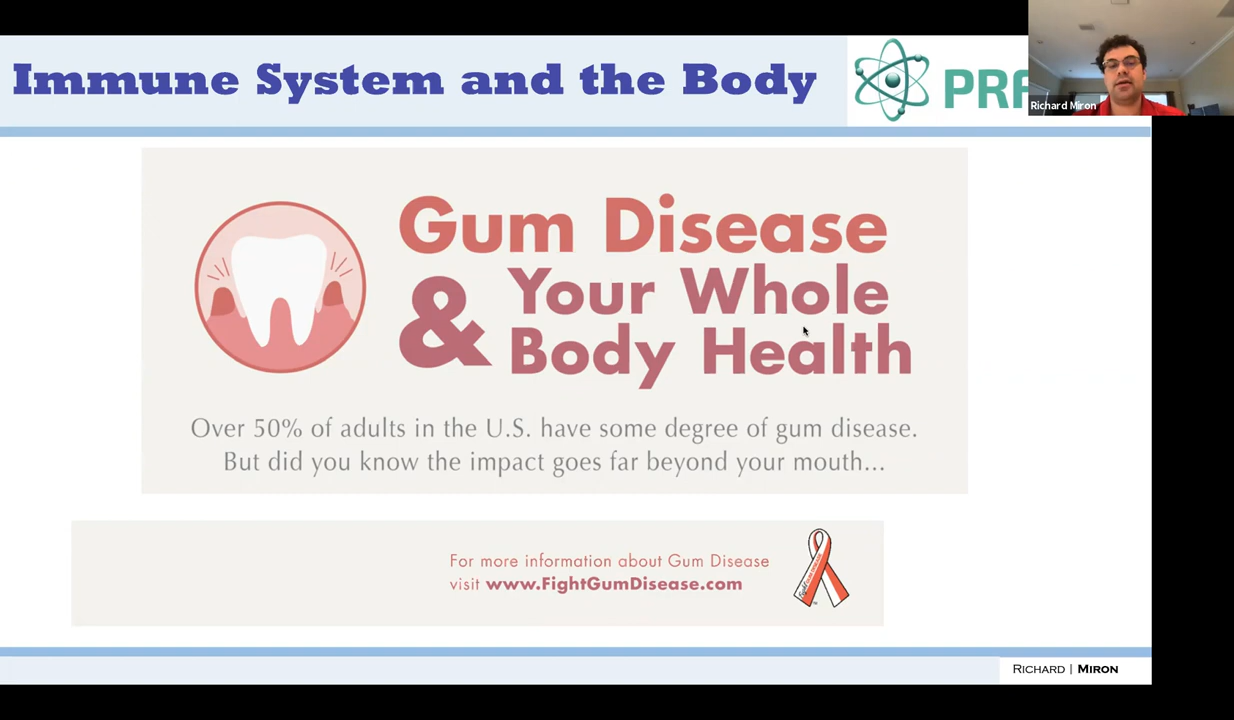 Immune System and the Body
PRF
Richard Miron
Gum Disease
& Your Whole
Body Health
Over 50% of adults in the U.S. have some degree of gum disease.
But did you know the impact goes far beyond your mouth...
For more information about Gum Disease
visit www.FightGumDisease.com
RICHARD | MIRON